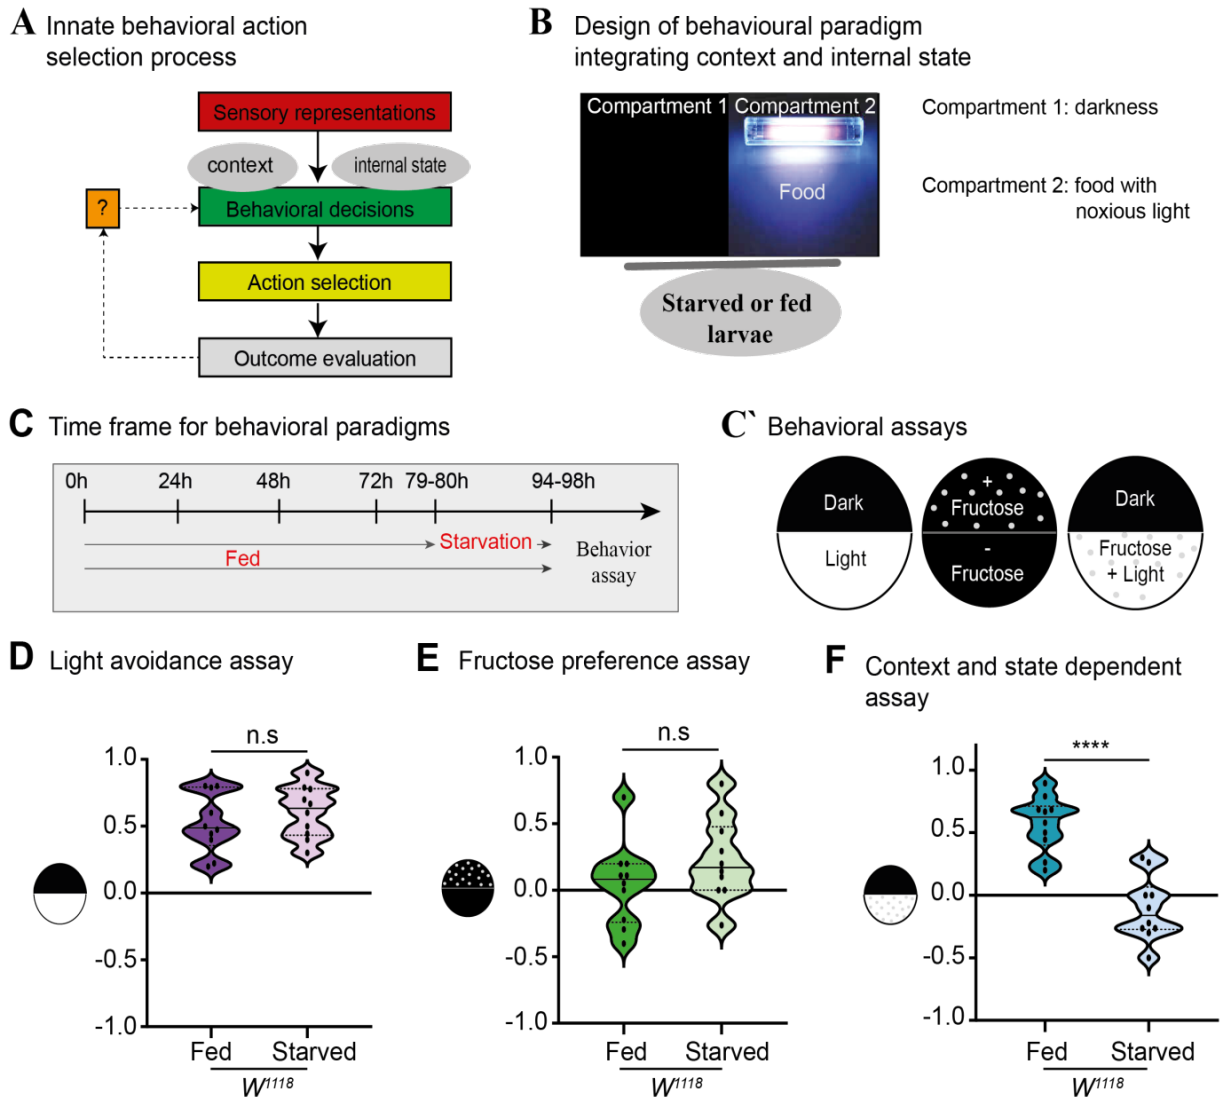 A Innate behavioral action
selection process
Sensory representations
context
internal state
?
Behavioral decisions
Action selection
Outcome evaluation
B Design of behavioural paradigm
integrating context and internal state
Compartment 1 Compartment 2
Food
Starved or fed
larvae
Compartment 1: darkness
Compartment 2: food with
noxious light
C Time frame for behavioral paradigms
0h 24h 48h 72h 79-80h 94-98h
Starvation
Fed
Behavior
assay
C` Behavioral assays
Dark
Light
+
Fructose
-
Fructose
Dark
Fructose
+ Light
D Light avoidance assay
n.s
1.0
0.5
0.0
-0.5
-1.0
Fed Starved
W1118
E Fructose preference assay
n.s
1.0
0.5
0.0
-0.5
-1.0
Fed Starved
W1118
F Context and state dependent
assay
****
1.0
0.5
0.0
-0.5
-1.0
Fed Starved
W1118